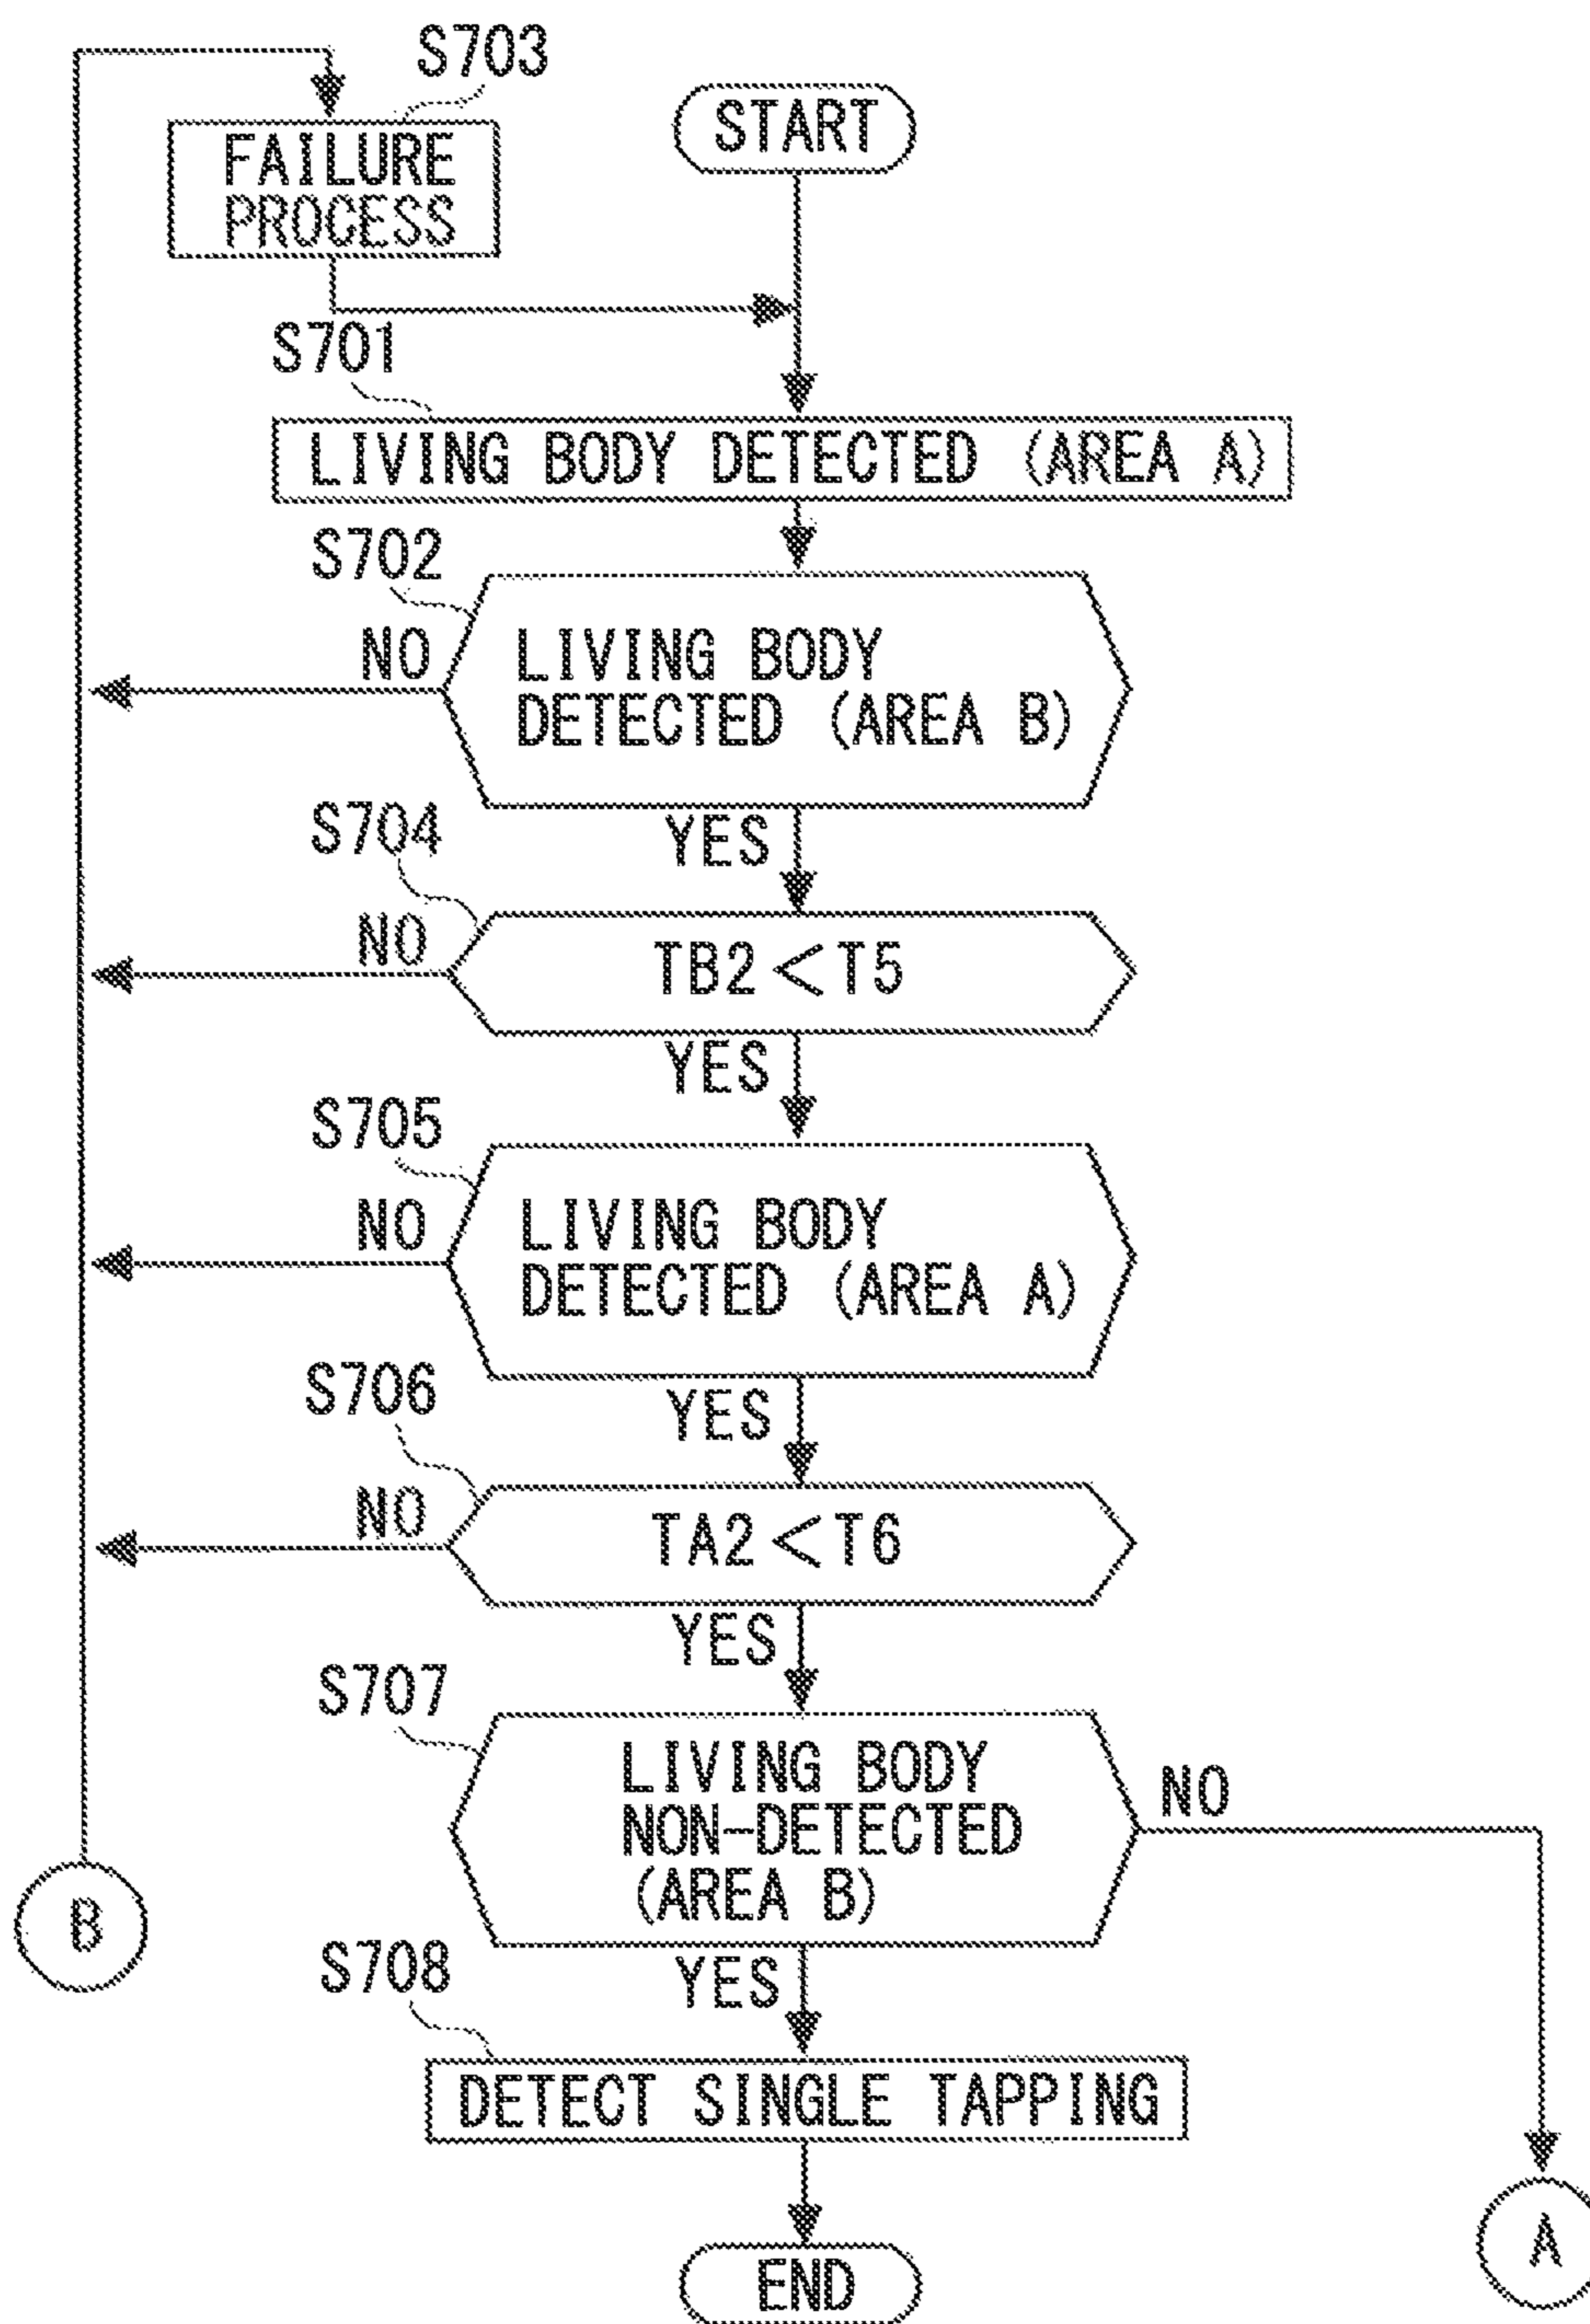 S703
FAILURE
PROCESS
START
S701
LIVING BODY DETECTED (AREA A)
S702
NO
LIVING BODY
DETECTED (AREA B)
YES
S704
NO
TB2<T5
YES
S705
NO
LIVING BODY
DETECTED (AREA A)
YES
S706
NO
TA2<T6
YES
S707
LIVING BODY
NON-DETECTED
(AREA B)
NO
YES
B
S708
DETECT SINGLE TAPPING
END
A